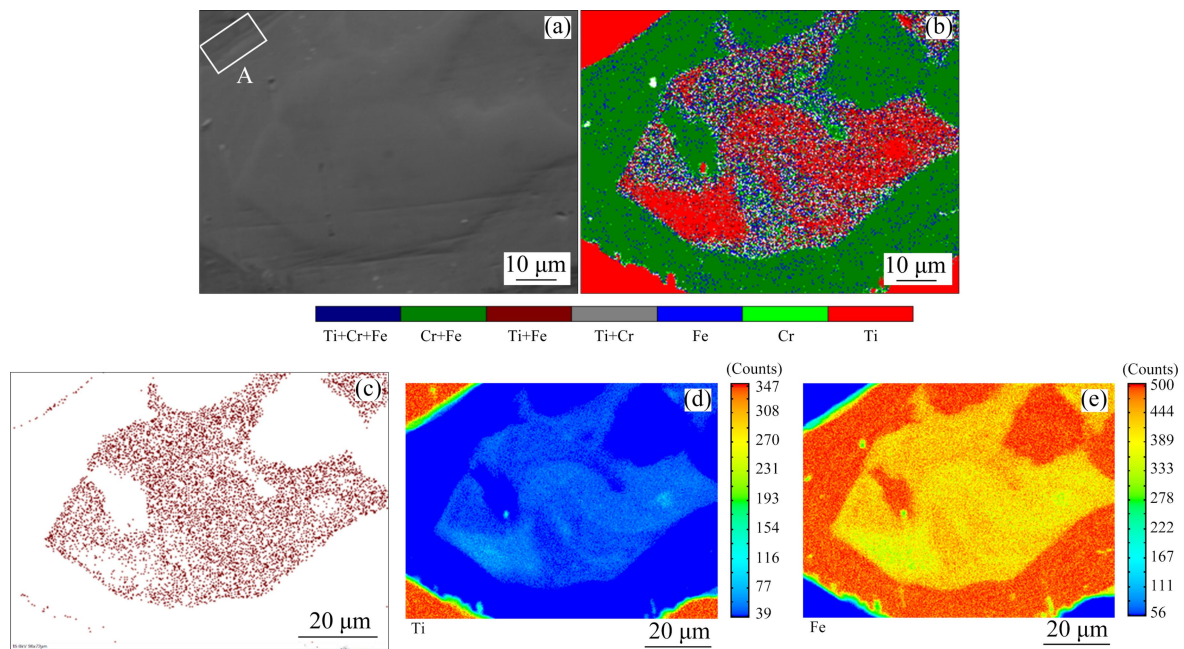 (a)
A
10 μm
(b)
10 μm
Ti+Cr+Fe Cr+Fe Ti+Fe Ti+Cr Fe Cr Ti
(c)
20 μm
(Counts)
(d)
347
308
270
231
193
154
116
77
39
Ti
20 μm
(Counts)
(e)
500
444
389
333
278
222
167
111
56
Fe
20 μm